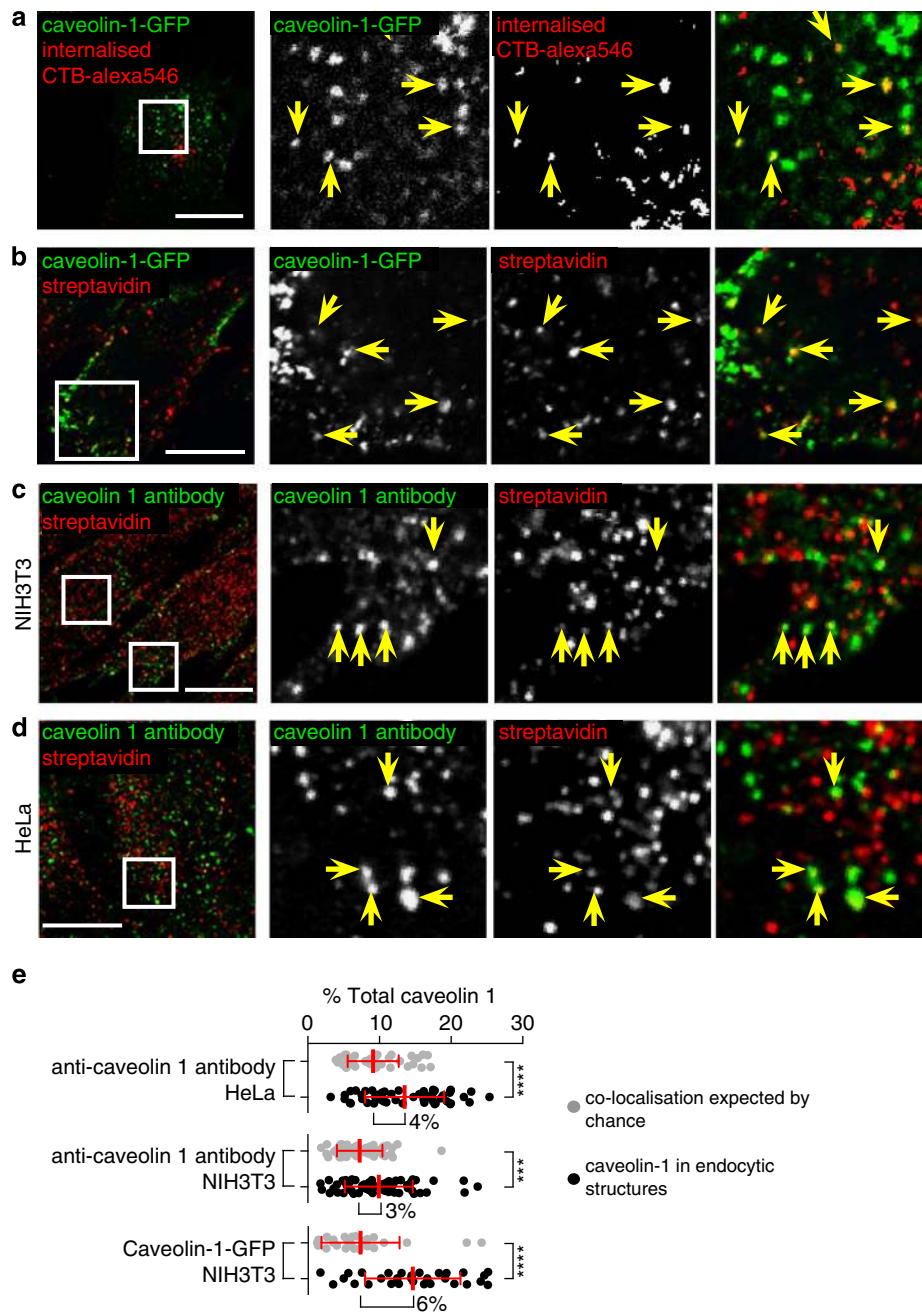 a
caveolin-1-GFP
internalised
CTB-alexa546
caveolin-1-GFP
internalised
CTB-alexa546
b
caveolin-1-GFP
streptavidin
caveolin-1-GFP
streptavidin
c
NIH3T3
caveolin 1 antibody
streptavidin
caveolin 1 antibody
streptavidin
d
HeLa
caveolin 1 antibody
streptavidin
caveolin 1 antibody
streptavidin
e
% Total caveolin 1
0 10 20 30
anti-caveolin 1 antibody
HeLa
****
4%
anti-caveolin 1 antibody
NIH3T3
***
3%
Caveolin-1-GFP
NIH3T3
****
6%
co-localisation expected by
chance
caveolin-1 in endocytic
structures